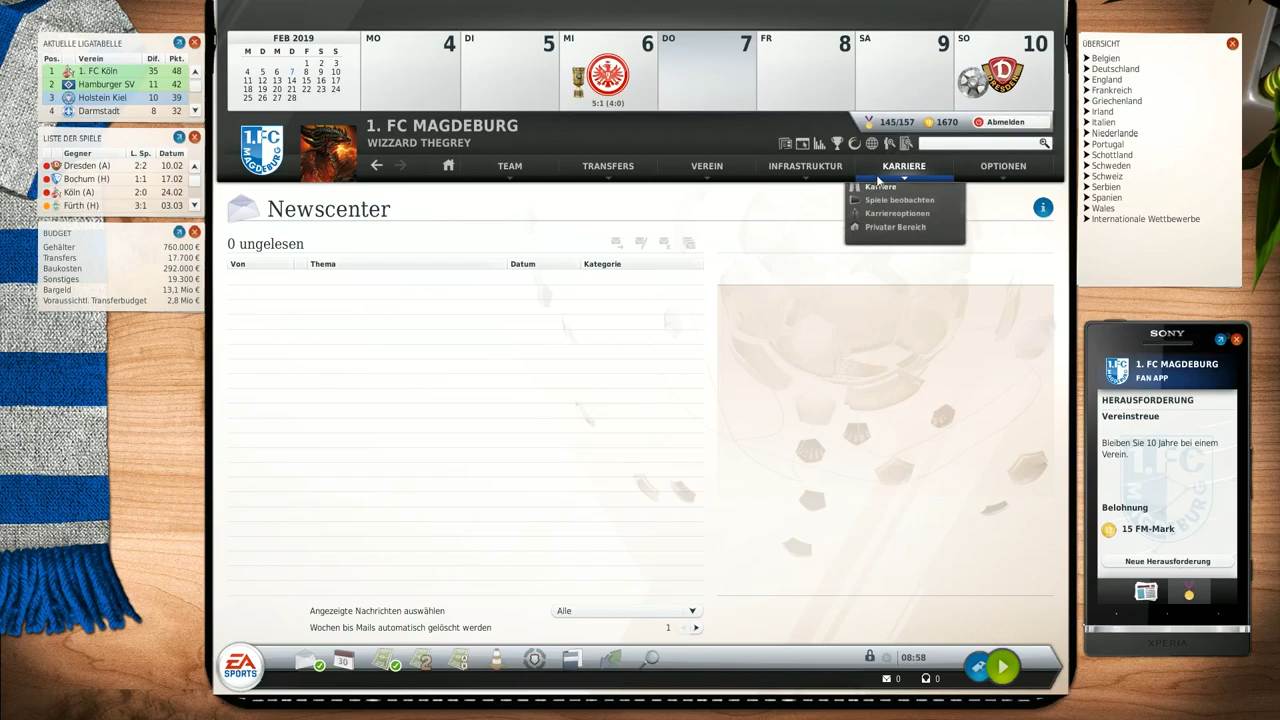 AKTUELLE LIGATABELLE
Pos. Verein Dif. Pkt.
1 1. FC Köln 35 48
2 Hamburger SV 11 42
3 Holstein Kiel 10 39
4 Darmstadt 8 32
LISTE DER SPIELE
Gegner L. Sp. Datum
Dresden (A) 2:2 10.02
Bochum (H) 1:1 17.02
Köln (A) 2:0 24.02
Fürth (H) 3:1 03.03
BUDGET
Gehälter 760.000 €
Transfers 17.700 €
Baukosten 292.000 €
Sonstiges 19.300 €
Bargeld 13,1 Mio €
Voraussichtl. Transferbudget 2,8 Mio €
FEB 2019
M D M D F S S
1 2 3
4 5 6 7 8 9 10
11 12 13 14 15 16 17
18 19 20 21 22 23 24
25 26 27 28
MO 4
DI 5
MI 6
5:1 (4:0)
DO 7
FR 8
SA 9
SO 10
DRESDEN
1.FC
MAGDEBURG
1. FC MAGDEBURG
WIZZARD THEGREY
145/157 1670 Abmelden
TEAM TRANSFERS VEREIN INFRASTRUKTUR KARRIERE OPTIONEN
Karriere
Spiele beobachten
Karriereoptionen
Privater Bereich
Newscenter
0 ungelesen
Von Thema Datum Kategorie
Angezeigte Nachrichten auswählen Alle
Wochen bis Mails automatisch gelöscht werden 1
EA
SPORTS
30
08:58
0 0
ÜBERSICHT
Belgien
Deutschland
England
Frankreich
Griechenland
Irland
Italien
Niederlande
Portugal
Schottland
Schweden
Schweiz
Serbien
Spanien
Wales
Internationale Wettbewerbe
SONY
1. FC MAGDEBURG
FAN APP
HERAUSFORDERUNG
Vereinstreue
Bleiben Sie 10 Jahre bei einem
Verein.
Belohnung
15 FM-Mark
Neue Herausforderung
XPERIA